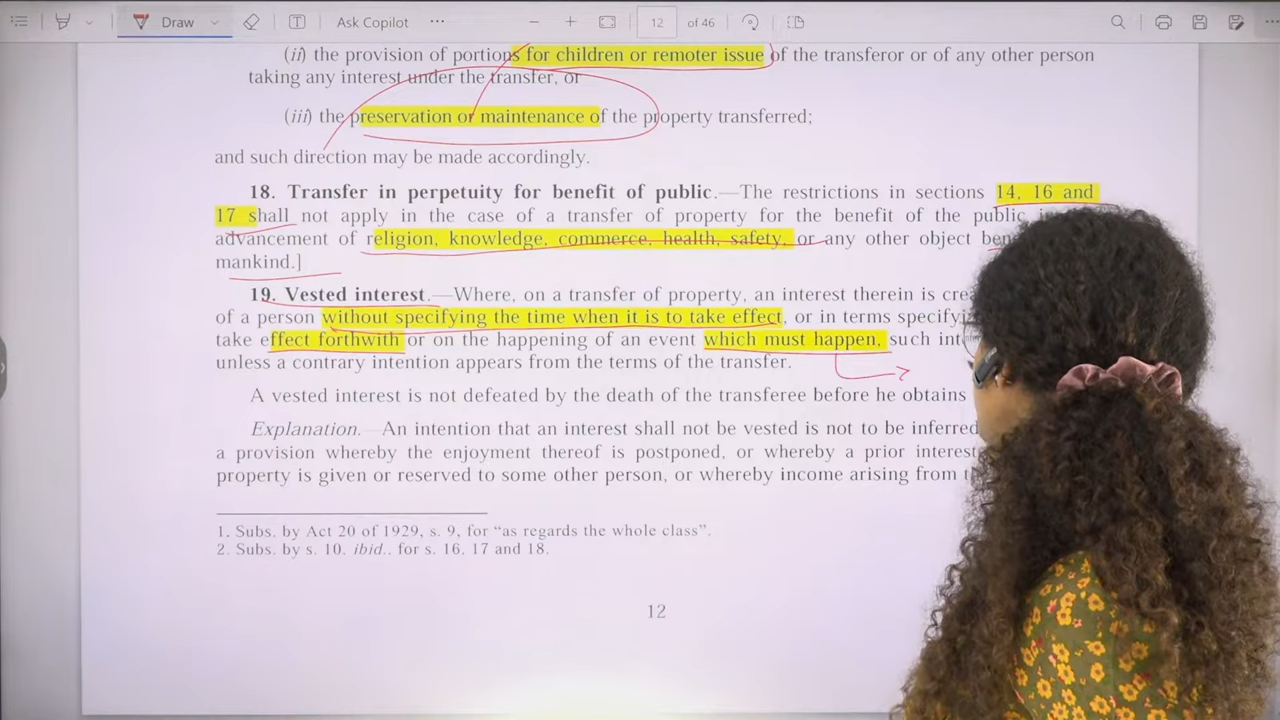 Draw
Ask Copilot
12 of 46
(ii) the provision of portions for children or remoter issue of the transferor or of any other person
taking any interest under the transfer, or
(iii) the preservation or maintenance of the property transferred;
and such direction may be made accordingly.
18. Transfer in perpetuity for benefit of public.—The restrictions in sections 14, 16 and
17 shall not apply in the case of a transfer of property for the benefit of the public
advancement of religion, knowledge, commerce, health, safety, or any other object
mankind.]
19. Vested interest.—Where, on a transfer of property, an interest therein is
of a person without specifying the time when it is to take effect, or in terms
take effect forthwith or on the happening of an event which must happen, such
unless a contrary intention appears from the terms of the transfer.
A vested interest is not defeated by the death of the transferee before he obtains
Explanation.—An intention that an interest shall not be vested is not to be inferred
a provision whereby the enjoyment thereof is postponed, or whereby a prior interest
property is given or reserved to some other person, or whereby income arising from
1. Subs. by Act 20 of 1929, s. 9, for “as regards the whole class”.
2. Subs. by s. 10. ibid.. for s. 16. 17 and 18.
12